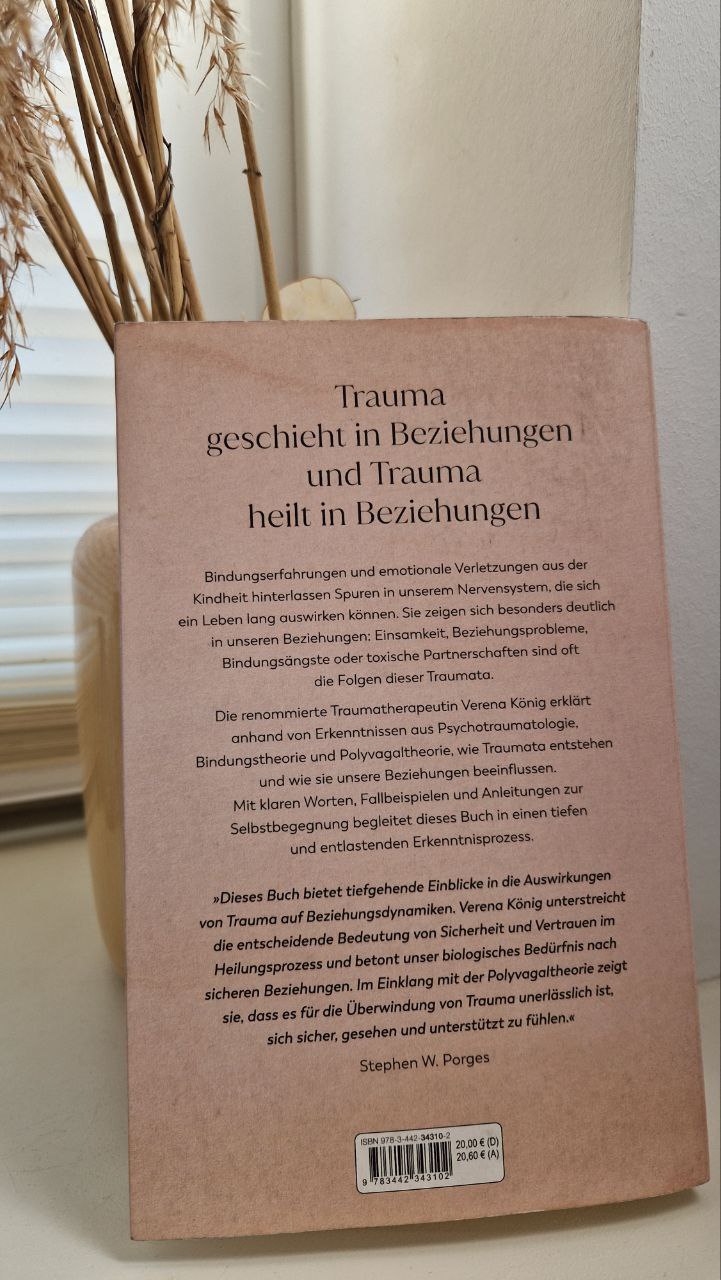 Trauma
geschieht in Beziehungen
und Trauma
heilt in Beziehungen
Bindungserfahrungen und emotionale Verletzungen aus der
Kindheit hinterlassen Spuren in unserem Nervensystem, die sich
ein Leben lang auswirken können. Sie zeigen sich besonders deutlich
in unseren Beziehungen: Einsamkeit, Beziehungsprobleme,
Bindungsängste oder toxische Partnerschaften sind oft
die Folgen dieser Traumata.
Die renommierte Traumatherapeutin Verena König erklärt
anhand von Erkenntnissen aus Psychotraumatologie,
Bindungstheorie und Polyvagaltheorie, wie Traumata entstehen
und wie sie unsere Beziehungen beeinflussen.
Mit klaren Worten, Fallbeispielen und Anleitungen zur
Selbstbegegnung begleitet dieses Buch in einen tiefen
und entlastenden Erkenntnisprozess.
»Dieses Buch bietet tiefgehende Einblicke in die Auswirkungen
von Trauma auf Beziehungsdynamiken. Verena König unterstreicht
die entscheidende Bedeutung von Sicherheit und Vertrauen im
Heilungsprozess und betont unser biologisches Bedürfnis nach
sicheren Beziehungen. Im Einklang mit der Polyvagaltheorie zeigt
sie, dass es für die Überwindung von Trauma unerlässlich ist,
sich sicher, gesehen und unterstützt zu fühlen.«
Stephen W. Porges
ISBN 978-3-442-34310-2
20,00 € (D)
20,60 € (A)
9 783442 343102